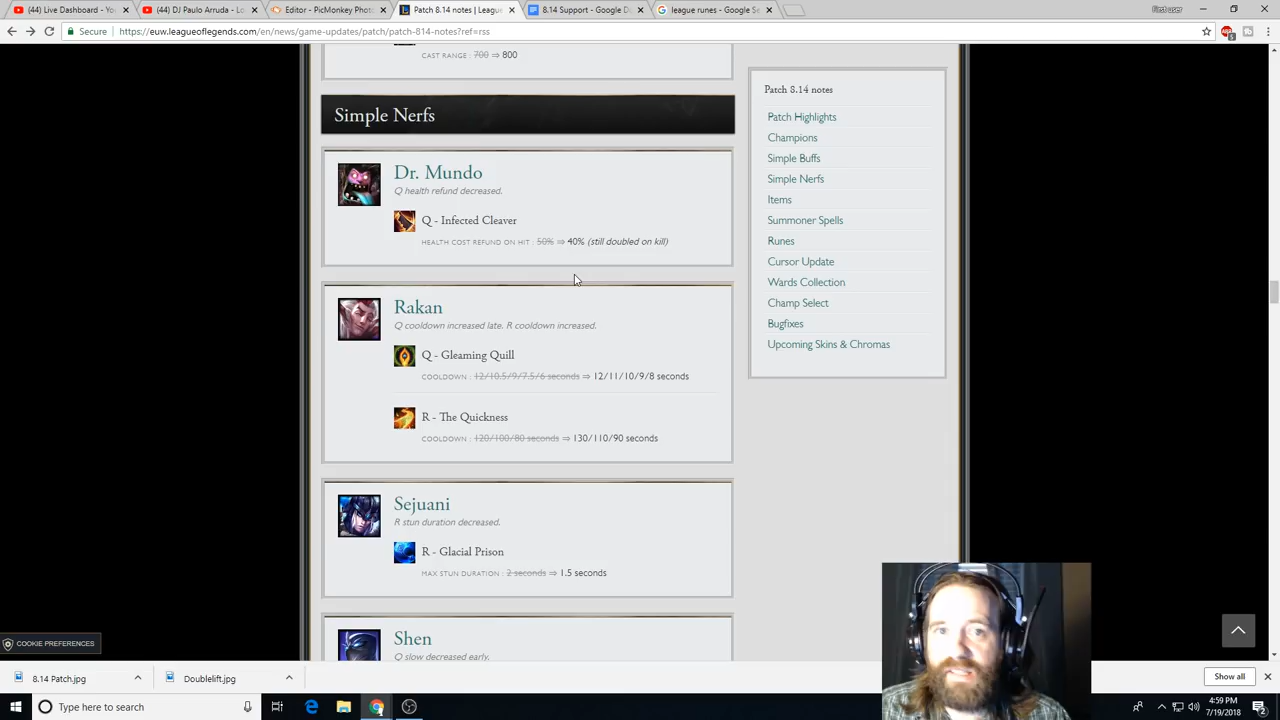 (44) Live Dashboard - Yo
(44) DJ Paulo Arruda - Lo
Editor - PicMonkey Phot
Patch 8.14 notes | Leagu
8.14 Support - Google D
league runes - Google Se
First user
Secure
https://euw.leagueoflegends.com/en/news/game-updates/patch/patch-814-notes?ref=rss
CAST RANGE : 700 ⇒ 800
Simple Nerfs
Dr. Mundo
Q health refund decreased.
Q - Infected Cleaver
HEALTH COST REFUND ON HIT : 50% ⇒ 40% (still doubled on kill)
Rakan
Q cooldown increased late. R cooldown increased.
Q - Gleaming Quill
COOLDOWN : 12/10.5/9/7.5/6 seconds ⇒ 12/11/10/9/8 seconds
R - The Quickness
COOLDOWN : 120/100/80 seconds ⇒ 130/110/90 seconds
Sejuani
R stun duration decreased.
R - Glacial Prison
MAX STUN DURATION : 2 seconds ⇒ 1.5 seconds
Shen
Q slow decreased early.
Patch 8.14 notes
Patch Highlights
Champions
Simple Buffs
Simple Nerfs
Items
Summoner Spells
Runes
Cursor Update
Wards Collection
Champ Select
Bugfixes
Upcoming Skins & Chromas
COOKIE PREFERENCES
8.14 Patch.jpg
Doublelift.jpg
Show all
Type here to search
4:59 PM
7/19/2018